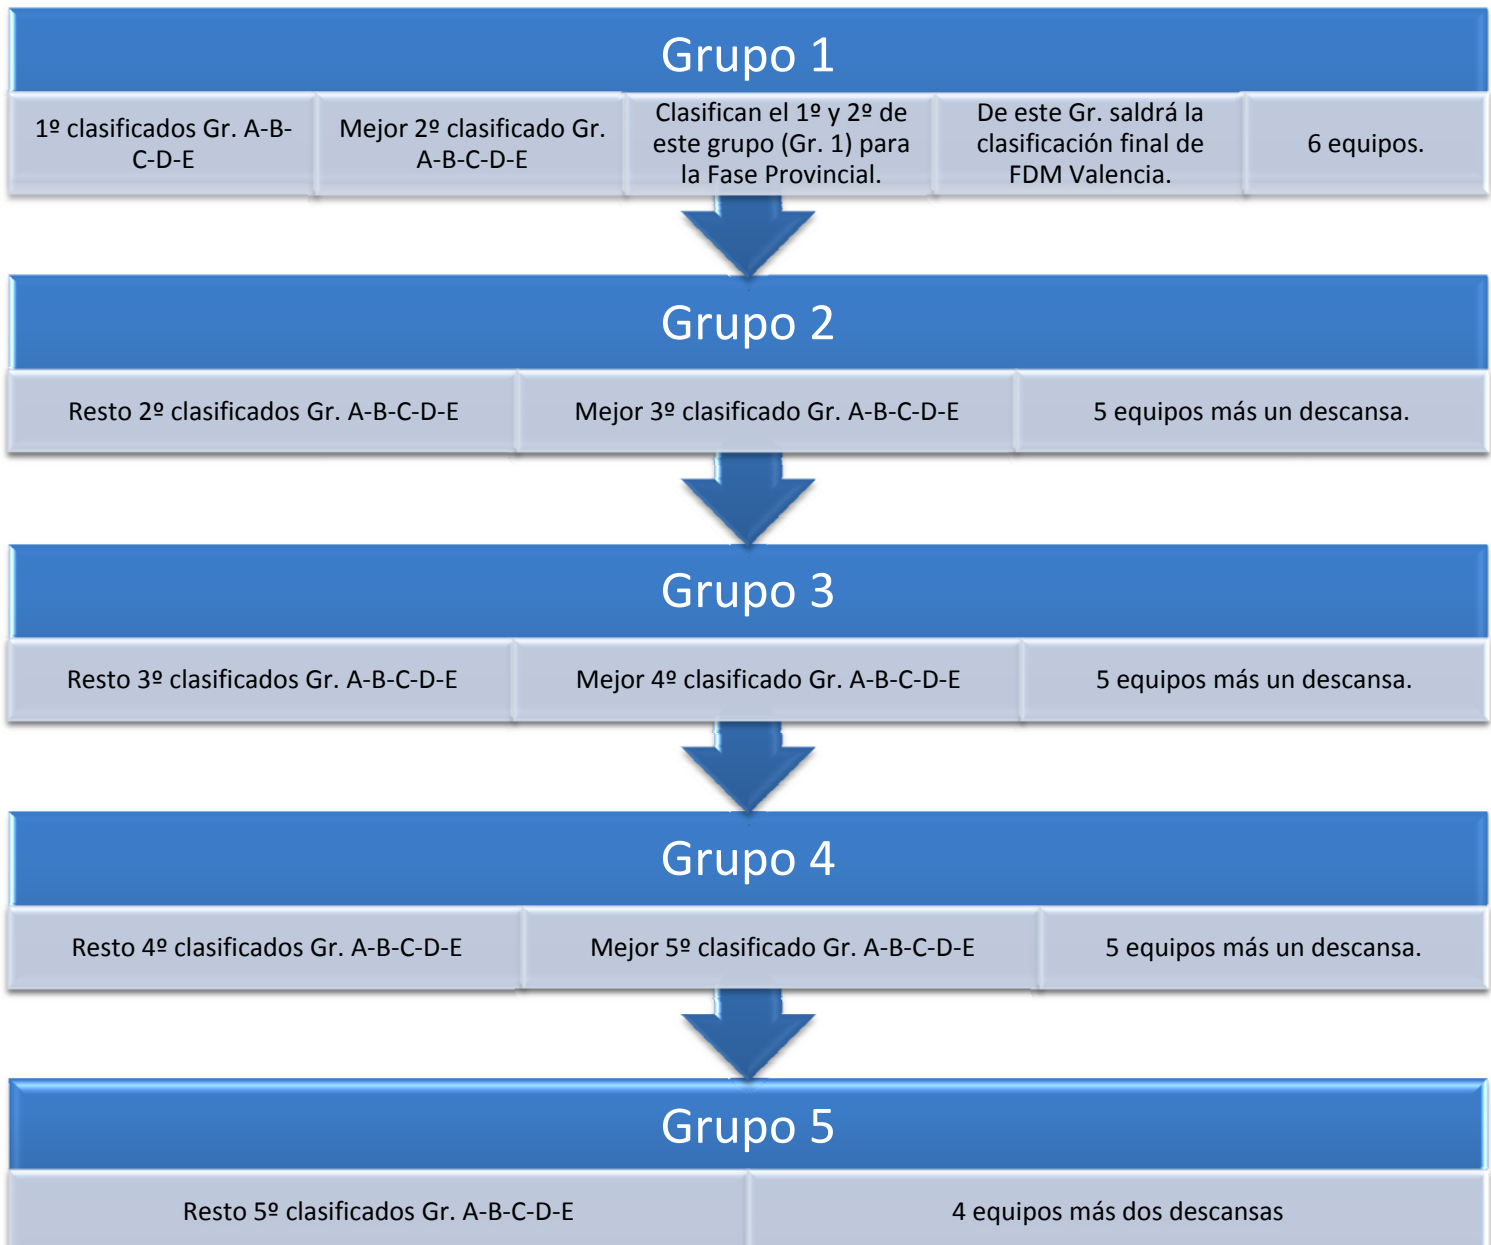 Grupo 1
1º clasificados Gr. A-B-
C-D-E
Mejor 2º clasificado Gr.
A-B-C-D-E
Clasifican el 1º y 2º de
este grupo (Gr. 1) para
la Fase Provincial.
De este Gr. saldrá la
clasificación final de
FDM Valencia.
6 equipos.
Grupo 2
Resto 2º clasificados Gr. A-B-C-D-E
Mejor 3º clasificado Gr. A-B-C-D-E
5 equipos más un descansa.
Grupo 3
Resto 3º clasificados Gr. A-B-C-D-E
Mejor 4º clasificado Gr. A-B-C-D-E
5 equipos más un descansa.
Grupo 4
Resto 4º clasificados Gr. A-B-C-D-E
Mejor 5º clasificado Gr. A-B-C-D-E
5 equipos más un descansa.
Grupo 5
Resto 5º clasificados Gr. A-B-C-D-E
4 equipos más dos descansas